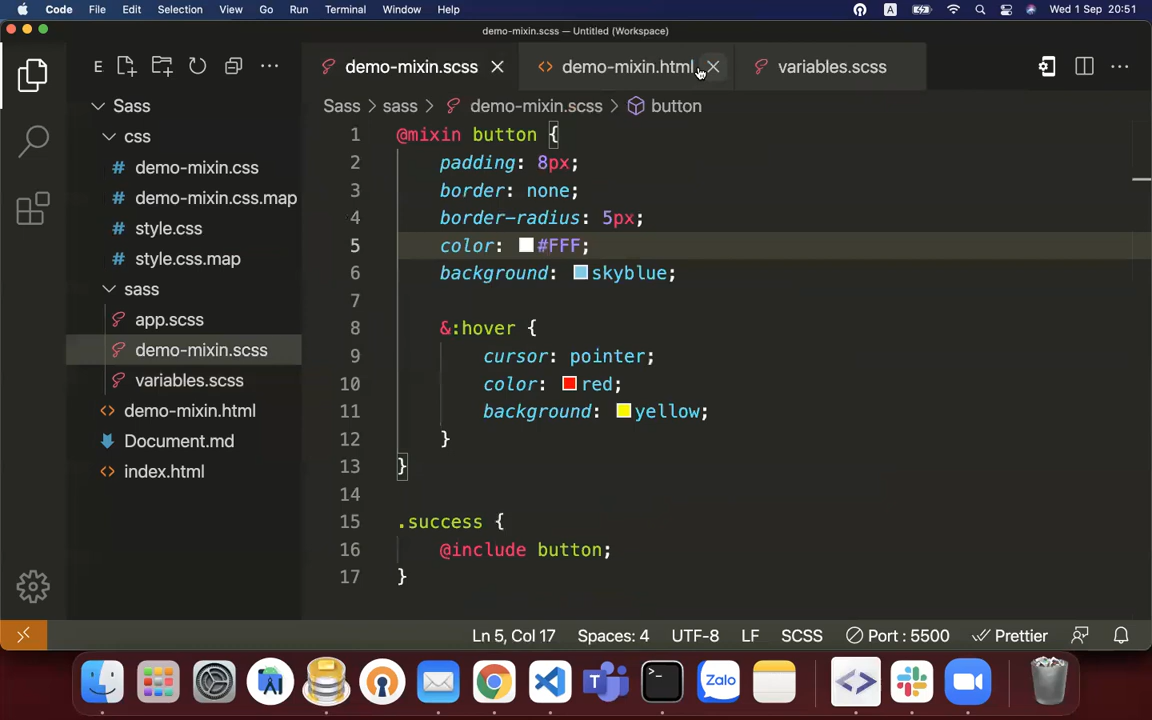 Code File Edit Selection View Go Run Terminal Window Help A Wed 1 Sep 20:51
demo-mixin.scss — Untitled (Workspace)
E demo-mixin.scss demo-mixin.html variables.scss
Sass > sass > demo-mixin.scss > button
Sass
css
# demo-mixin.css
# demo-mixin.css.map
# style.css
# style.css.map
sass
app.scss
demo-mixin.scss
variables.scss
<> demo-mixin.html
Document.md
<> index.html
1 @mixin button {
2 padding: 8px;
3 border: none;
4 border-radius: 5px;
5 color: #FFF;
6 background: skyblue;
7
8 &:hover {
9 cursor: pointer;
10 color: red;
11 background: yellow;
12 }
13 }
14
15 .success {
16 @include button;
17 }
Ln 5, Col 17 Spaces: 4 UTF-8 LF SCSS Port : 5500 Prettier
Zalo